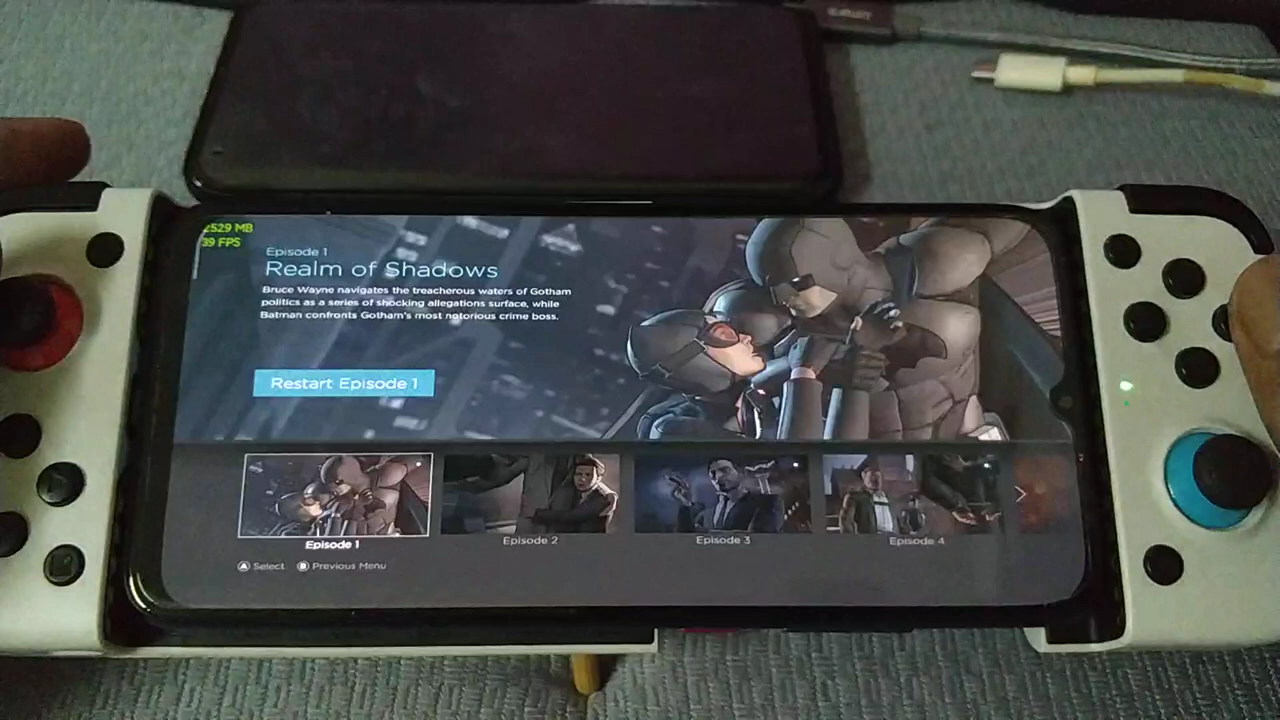 2529 MB
39 FPS
Episode 1
Realm of Shadows
Bruce Wayne navigates the treacherous waters of Gotham
politics as a series of shocking allegations surface, while
Batman confronts Gotham's most notorious crime boss.
Restart Episode 1
Episode 1
Episode 2
Episode 3
Episode 4
A Select B Previous Menu